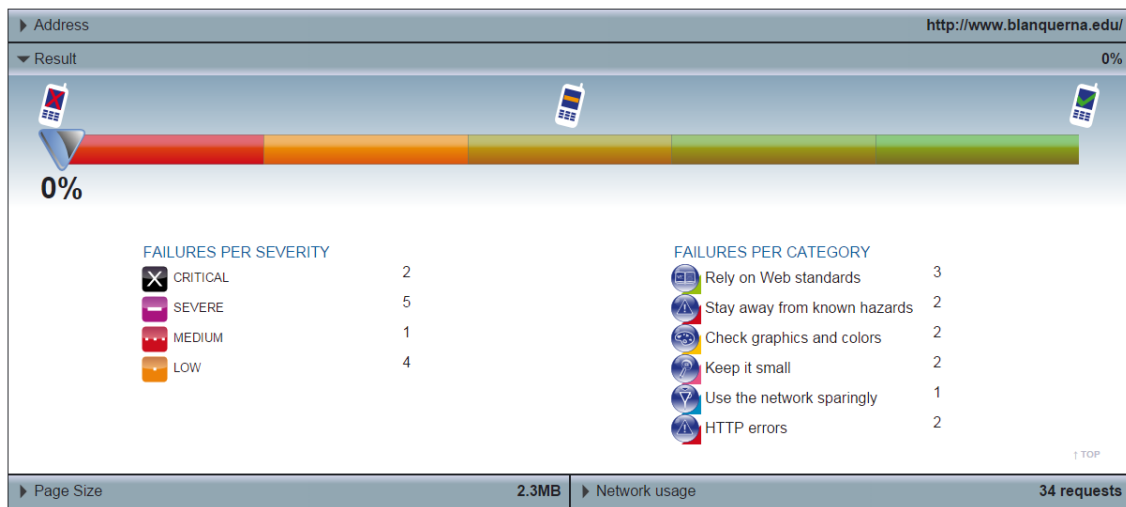 Address http://www.blanquerna.edu/
Result 0%
0%
FAILURES PER SEVERITY
CRITICAL 2
SEVERE 5
MEDIUM 1
LOW 4
FAILURES PER CATEGORY
Rely on Web standards 3
Stay away from known hazards 2
Check graphics and colors 2
Keep it small 2
Use the network sparingly 1
HTTP errors 2
↑ TOP
Page Size 2.3MB
Network usage 34 requests